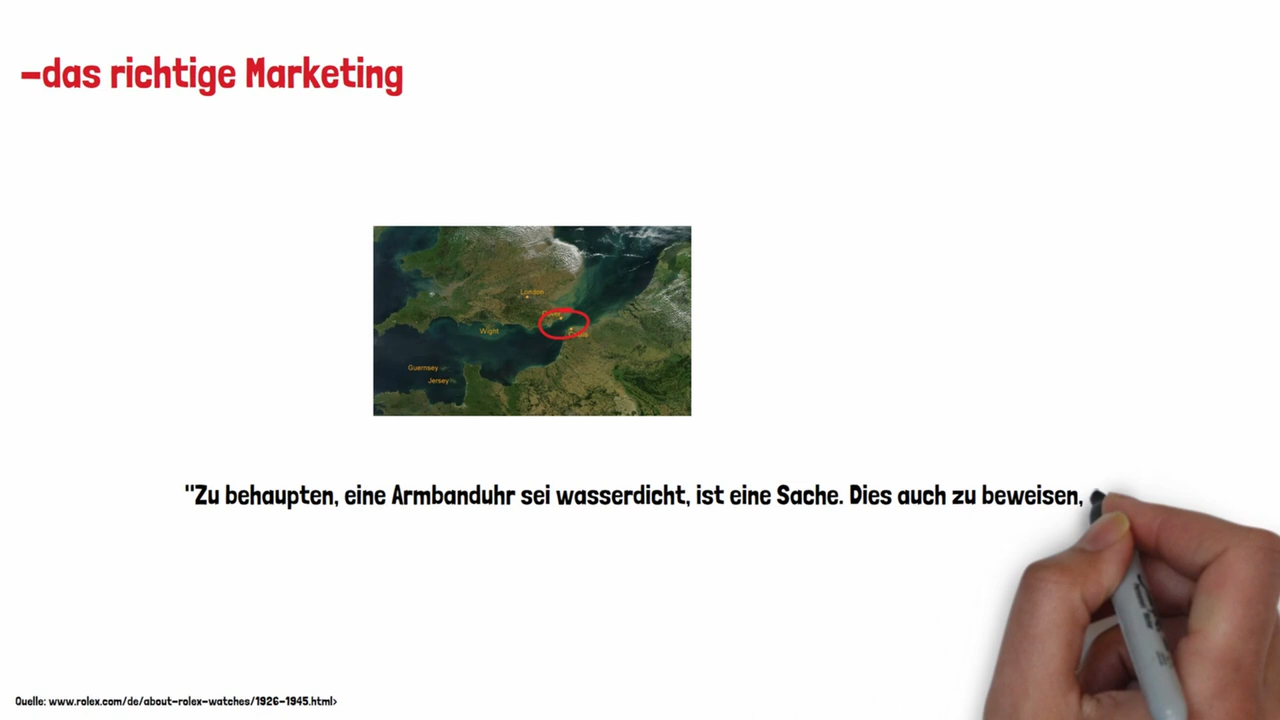 –das richtige Marketing
London
Wight
Guernsey
Jersey
"Zu behaupten, eine Armbanduhr sei wasserdicht, ist eine Sache. Dies auch zu beweisen,
Quelle: www.rolex.com/de/about-rolex-watches/1926-1945.html>